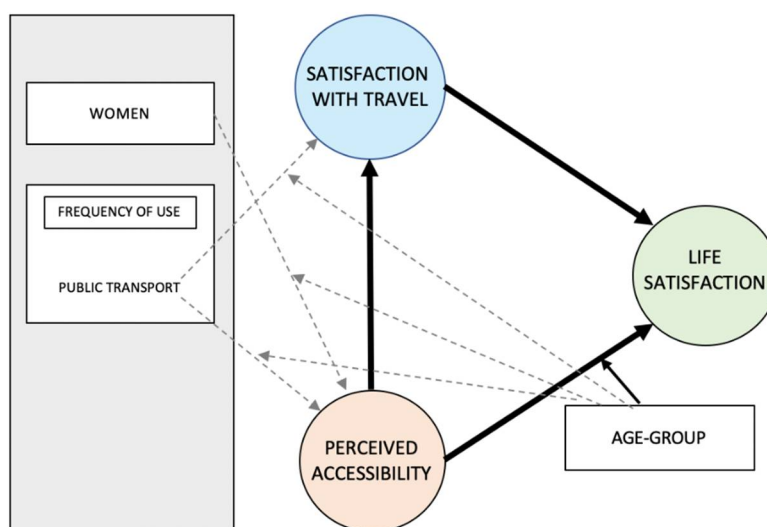 SATISFACTION
WITH TRAVEL
WOMEN
FREQUENCY OF USE
PUBLIC TRANSPORT
LIFE
SATISFACTION
PERCEIVED
ACCESSIBILITY
AGE-GROUP